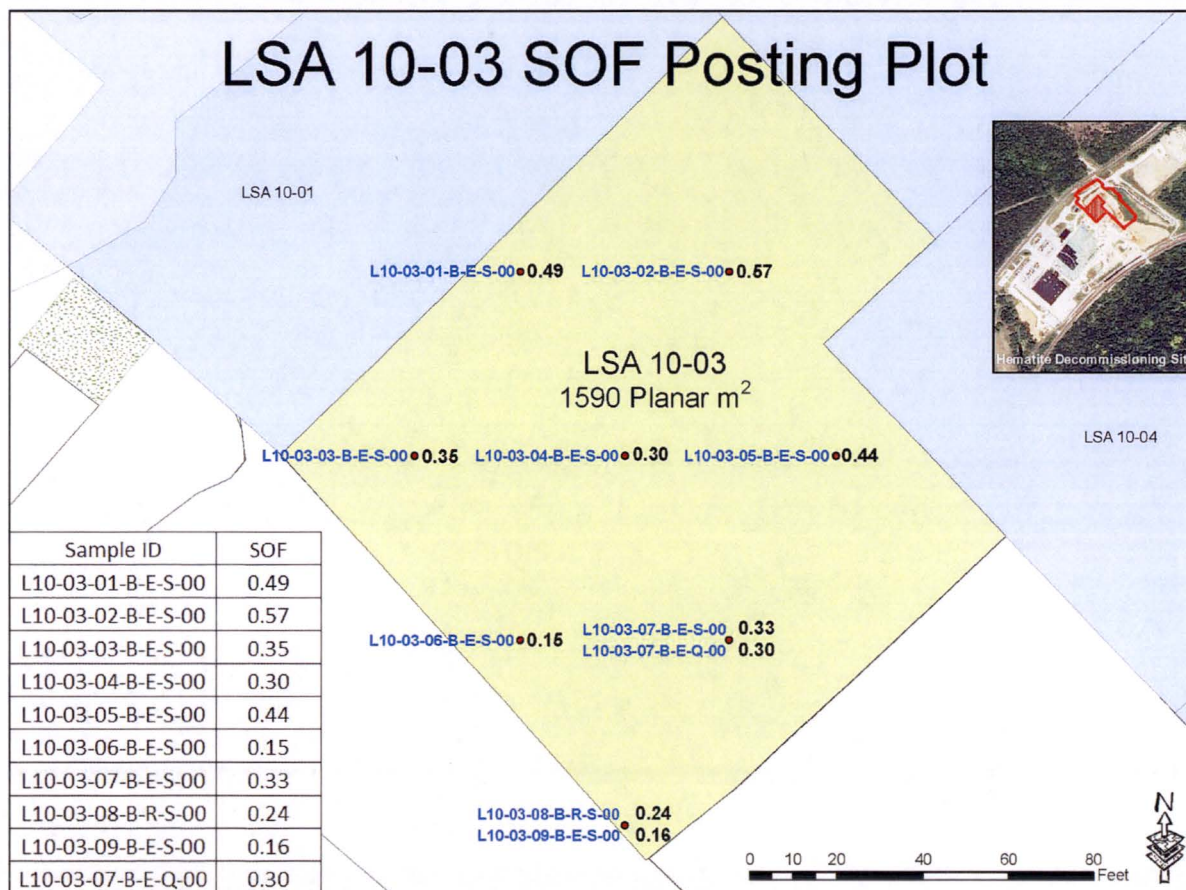 LSA 10-03 SOF Posting Plot
LSA 10-01
Hematite Decommissioning Sit
L10-03-01-B-E-S-00 0.49 L10-03-02-B-E-S-00 0.57
LSA 10-03
1590 Planar m²
LSA 10-04
L10-03-03-B-E-S-00 0.35 L10-03-04-B-E-S-00 0.30 L10-03-05-B-E-S-00 0.44
L10-03-06-B-E-S-00 0.15
L10-03-07-B-E-S-00 0.33
L10-03-07-B-E-Q-00 0.30
L10-03-08-B-R-S-00 0.24
L10-03-09-B-E-S-00 0.16
Sample ID SOF
L10-03-01-B-E-S-00 0.49
L10-03-02-B-E-S-00 0.57
L10-03-03-B-E-S-00 0.35
L10-03-04-B-E-S-00 0.30
L10-03-05-B-E-S-00 0.44
L10-03-06-B-E-S-00 0.15
L10-03-07-B-E-S-00 0.33
L10-03-08-B-R-S-00 0.24
L10-03-09-B-E-S-00 0.16
L10-03-07-B-E-Q-00 0.30
0 10 20 40 60 80
Feet
N